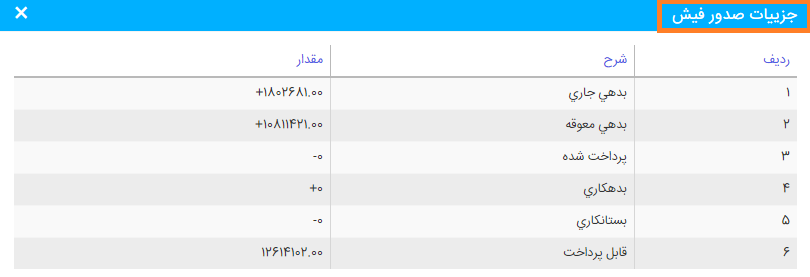 جزییات صدور فیش ×
ردیف شرح مقدار
۱ بدهي جاري +۱۸۰۲۶۸۱.۰۰
۲ بدهي معوقه +۱۰۸۱۱۴۲۱.۰۰
۳ پرداخت شده -۰
۴ بدهكاري +۰
۵ بستانكاري -۰
۶ قابل پرداخت ۱۲۶۱۴۱۰۲.۰۰